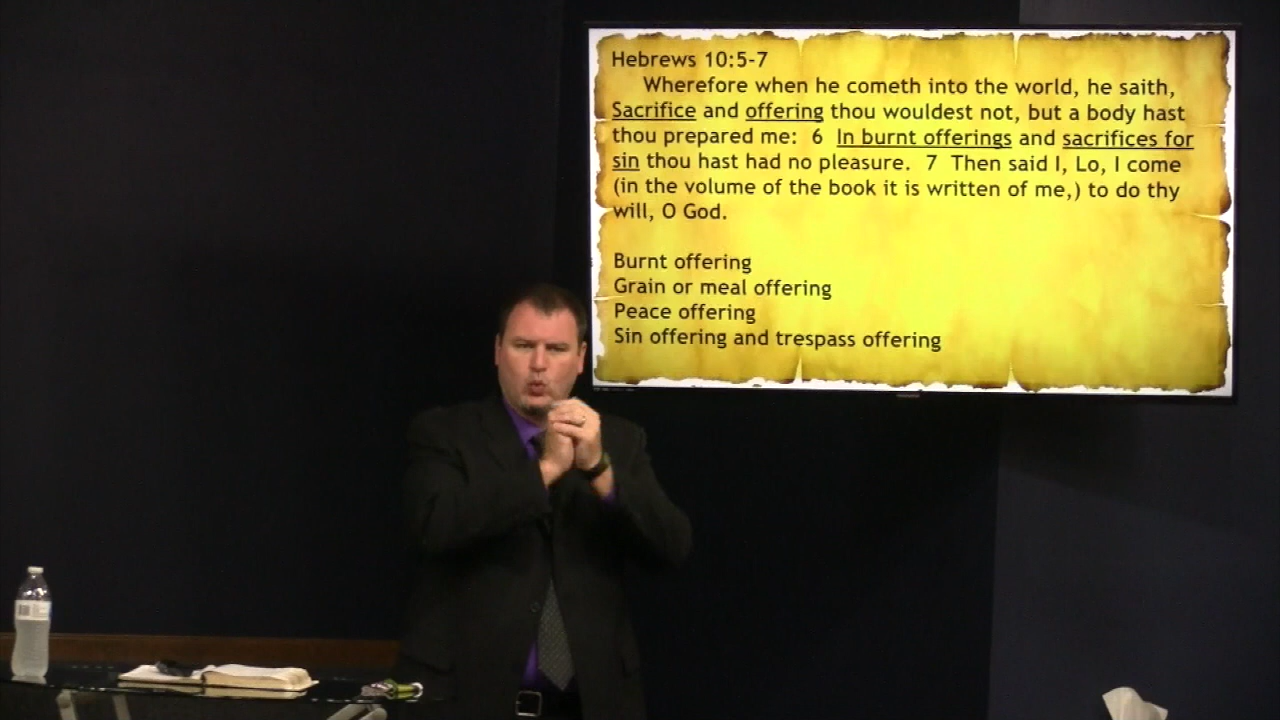 Hebrews 10:5-7
Wherefore when he cometh into the world, he saith,
Sacrifice and offering thou wouldest not, but a body hast
thou prepared me: 6 In burnt offerings and sacrifices for
sin thou hast had no pleasure. 7 Then said I, Lo, I come
(in the volume of the book it is written of me,) to do thy
will, O God.
Burnt offering
Grain or meal offering
Peace offering
Sin offering and trespass offering